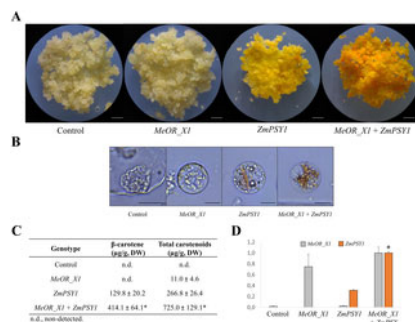 A
Control
MeOR_X1
ZmPSY1
MeOR_X1 + ZmPSY1
B
Control
MeOR_X1
ZmPSY1
MeOR_X1 + ZmPSY1
C
Genotype β-carotene (µg/g, DW) Total carotenoids (µg/g, DW)
Control n.d. n.d.
MeOR_X1 n.d. 11.0 ± 4.6
ZmPSY1 129.8 ± 20.2 266.8 ± 26.4
MeOR_X1 + ZmPSY1 414.1 ± 64.1* 725.0 ± 129.1*
n.d., non-detected.
D
MeOR_X1 ZmPSY1
1.2
1.0
0.8
0.6
0.4
0.2
0.0
*
Control MeOR_X1 ZmPSY1 MeOR_X1
+ ZmPSY1